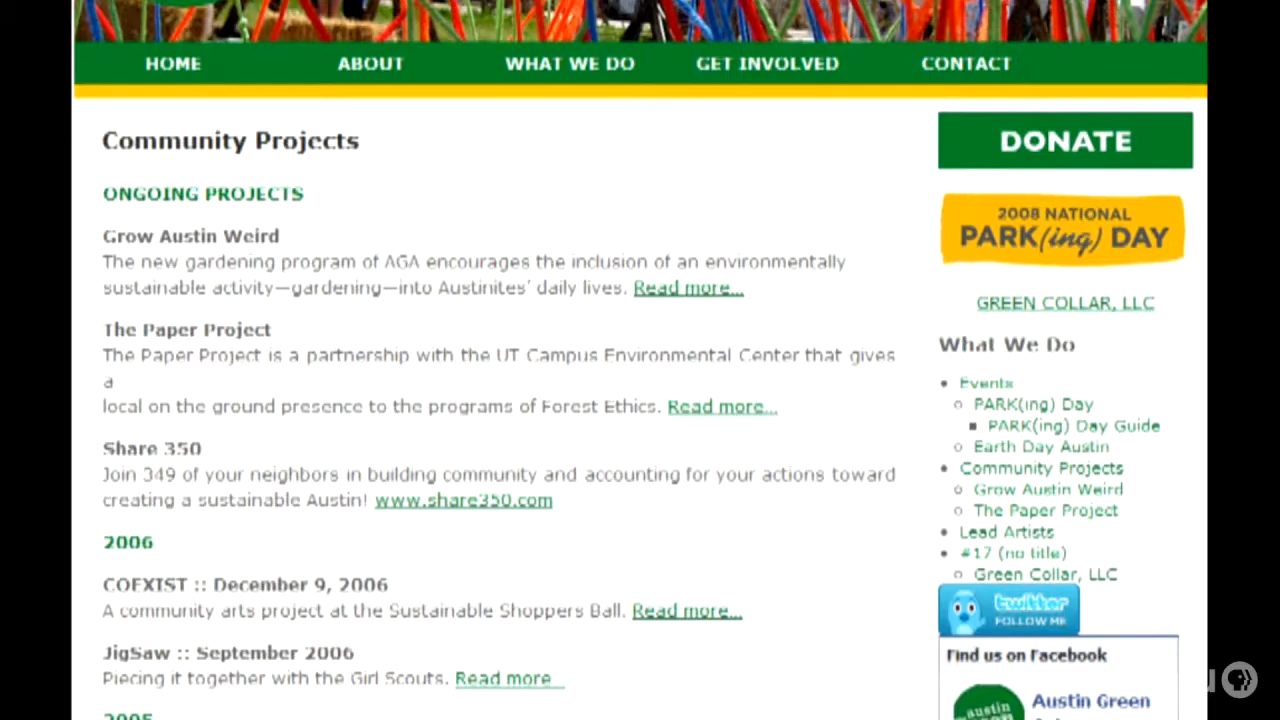 HOME ABOUT WHAT WE DO GET INVOLVED CONTACT
Community Projects
ONGOING PROJECTS
Grow Austin Weird
The new gardening program of AGA encourages the inclusion of an environmentally
sustainable activity—gardening—into Austinites' daily lives. Read more...
The Paper Project
The Paper Project is a partnership with the UT Campus Environmental Center that gives
a
local on the ground presence to the programs of Forest Ethics. Read more...
Share 350
Join 349 of your neighbors in building community and accounting for your actions toward
creating a sustainable Austin! www.share350.com
2006
COEXIST :: December 9, 2006
A community arts project at the Sustainable Shoppers Ball. Read more...
JigSaw :: September 2006
Piecing it together with the Girl Scouts. Read more...
2005
DONATE
2008 NATIONAL
PARK(ing) DAY
GREEN COLLAR, LLC
What We Do
Events
PARK(ing) Day
PARK(ing) Day Guide
Earth Day Austin
Community Projects
Grow Austin Weird
The Paper Project
Lead Artists
#17 (no title)
Green Collar, LLC
twitter
FOLLOW ME
Find us on Facebook
austin
Austin Green